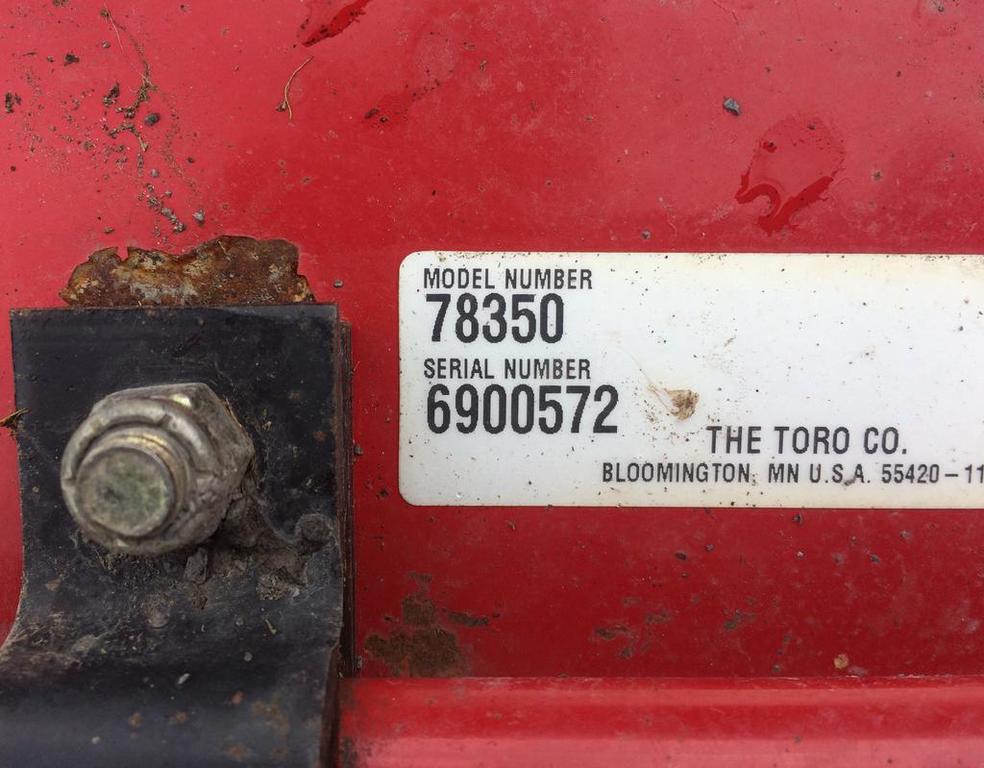 MODEL NUMBER
78350
SERIAL NUMBER
6900572
THE TORO CO.
BLOOMINGTON, MN U.S.A. 55420-11